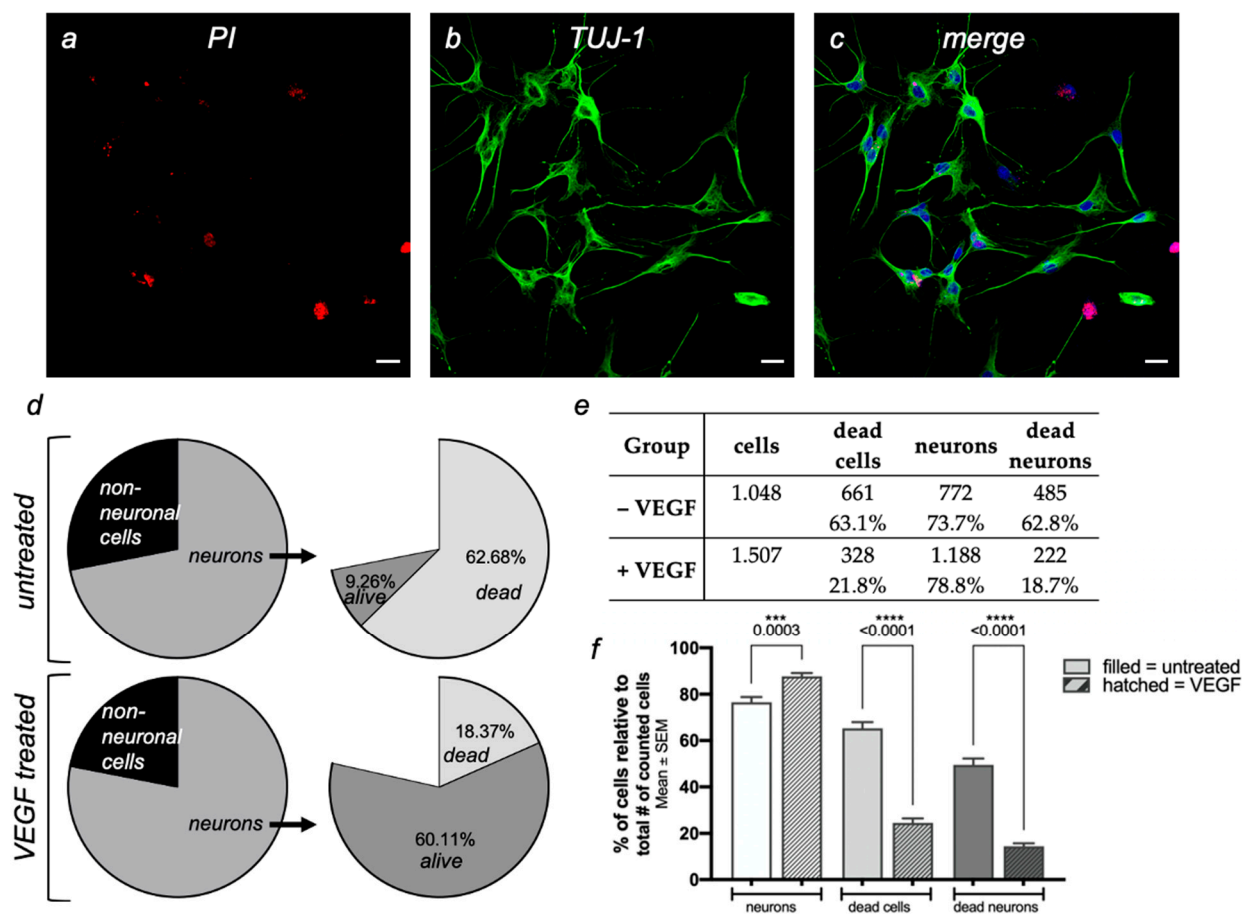 a PI
b TUJ-1
c merge
d
untreated
non-
neuronal
cells
neurons
62.68%
dead
9.26%
alive
VEGF treated
non-
neuronal
cells
neurons
18.37%
dead
60.11%
alive
e
Group cells dead cells neurons dead neurons
– VEGF 1.048 661 772 485
63.1% 73.7% 62.8%
+ VEGF 1.507 328 1.188 222
21.8% 78.8% 18.7%
f
*** **** ****
0.0003 <0.0001 <0.0001
% of cells relative to
total # of counted cells
Mean ± SEM
100
80
60
40
20
0
neurons dead cells dead neurons
filled = untreated
hatched = VEGF